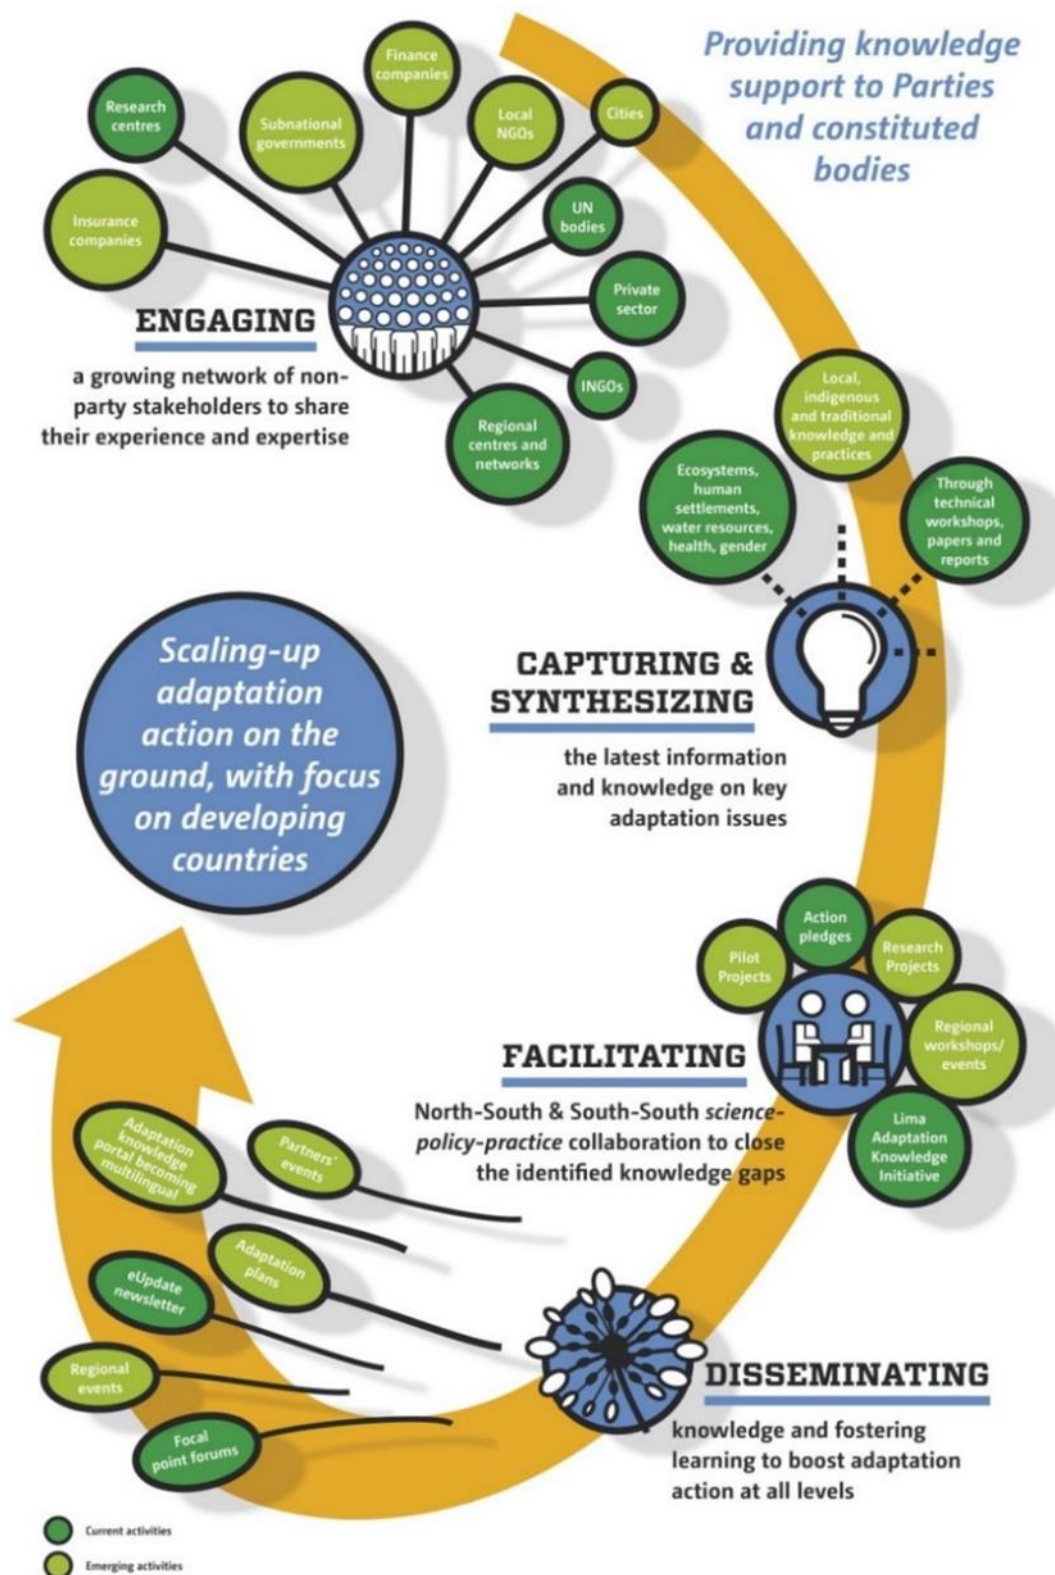 Providing knowledge
support to Parties
and constituted
bodies
Finance
companies
Research
centres
Subnational
governments
Local
NGOs
Cities
Insurance
companies
UN
bodies
Private
sector
INGOs
Regional
centres and
networks
ENGAGING
a growing network of non-
party stakeholders to share
their experience and expertise
Local,
indigenous
and traditional
knowledge and
practices
Ecosystems,
human
settlements,
water resources,
health, gender
Through
technical
workshops,
papers and
reports
CAPTURING &
SYNTHESIZING
the latest information
and knowledge on key
adaptation issues
Scaling-up
adaptation
action on the
ground, with focus
on developing
countries
Action
pledges
Pilot
Projects
Research
Projects
Regional
workshops/
events
Lima
Adaptation
Knowledge
Initiative
FACILITATING
North-South & South-South science-
policy-practice collaboration to close
the identified knowledge gaps
Adaptation
knowledge
portal becoming
multilingual
Partners'
events
Adaptation
plans
eUpdate
newsletter
Regional
events
Focal
point forums
DISSEMINATING
knowledge and fostering
learning to boost adaptation
action at all levels
Current activities
Emerging activities